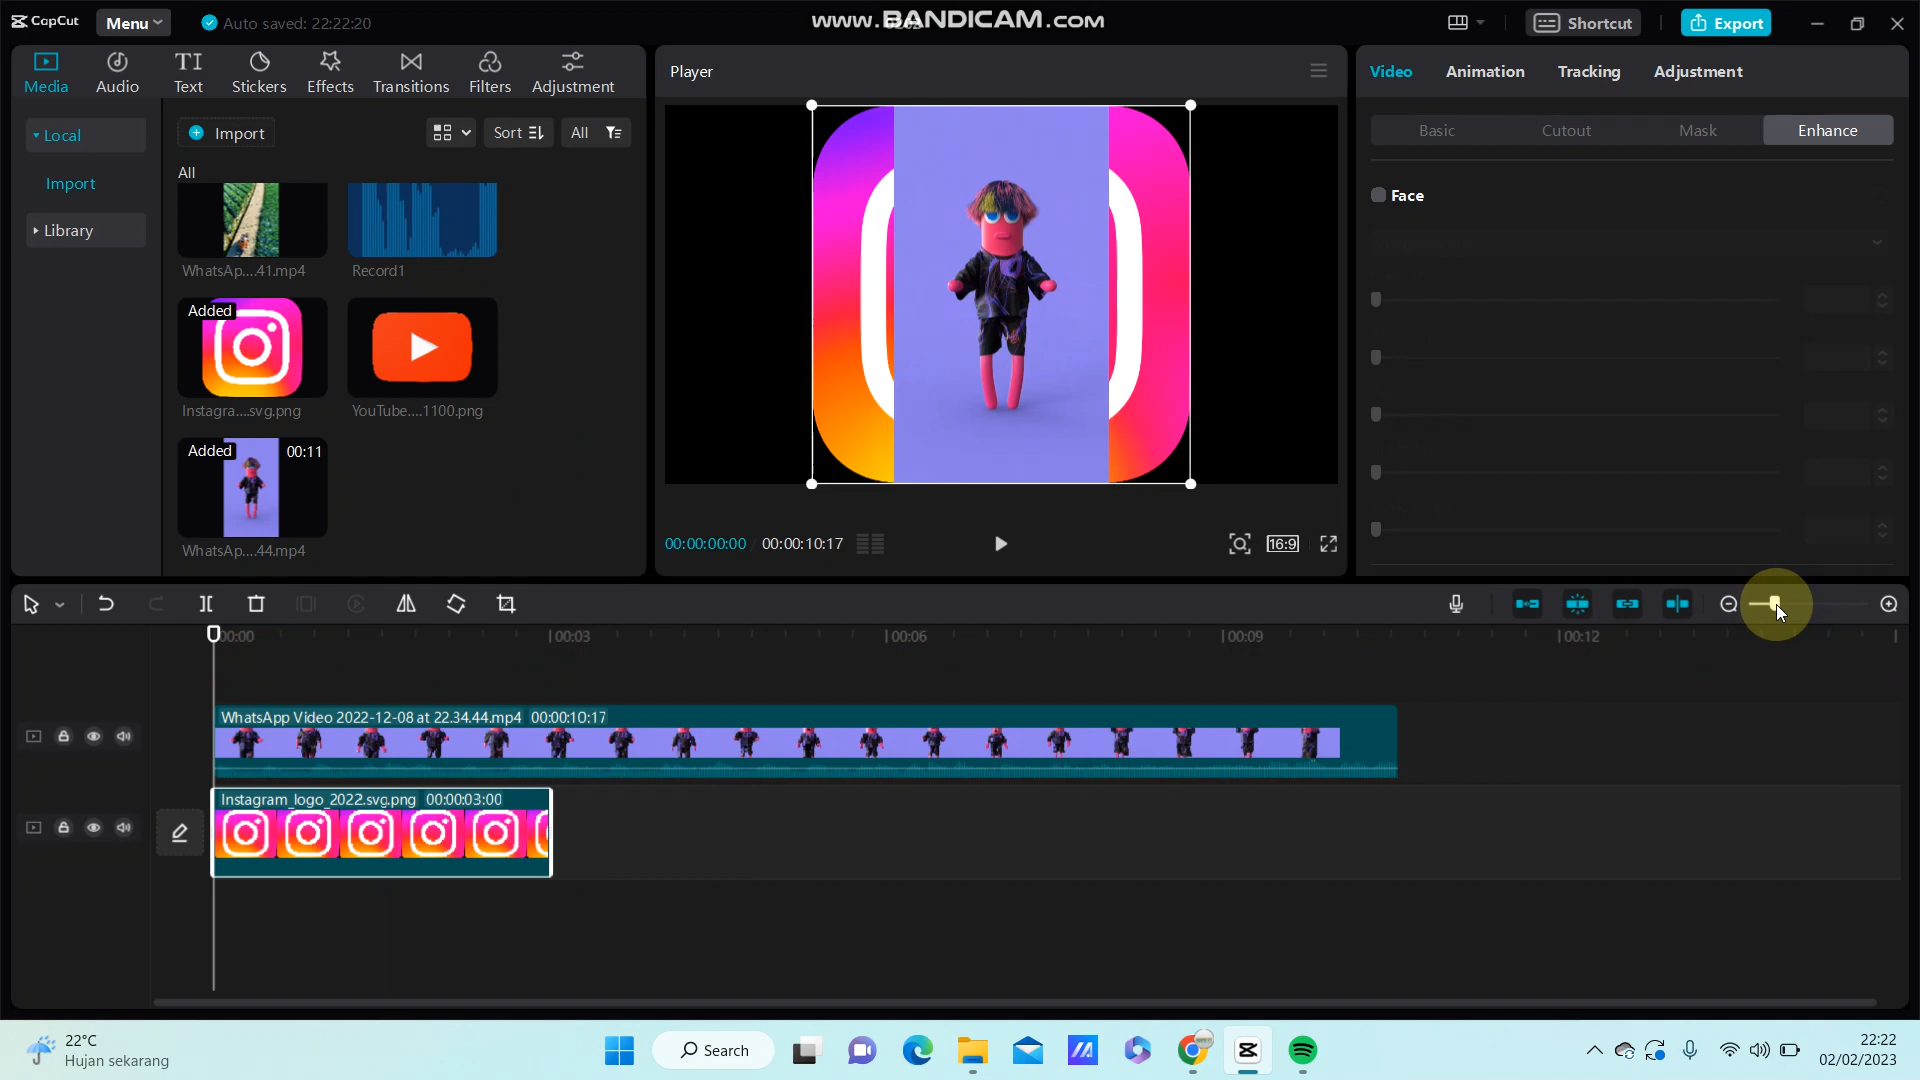 CapCut
Menu
Auto saved: 22:22:20
www.BANDICAM.com
Shortcut
Export
Media
Audio
Text
Stickers
Effects
Transitions
Filters
Adjustment
Player
Video
Animation
Tracking
Adjustment
Local
Import
Library
Import
Sort
All
All
WhatsAp....41.mp4
Record1
Added
Instagra....svg.png
YouTube....1100.png
Added
00:11
WhatsAp....44.mp4
00:00:00:00
00:00:10:17
16:9
Basic
Cutout
Mask
Enhance
Face
00:00
00:03
00:06
00:09
00:12
WhatsApp Video 2022-12-08 at 22.34.44.mp4 00:00:10:17
Instagram_logo_2022.svg.png 00:00:03:00
22°C
Hujan sekarang
Search
22:22
02/02/2023